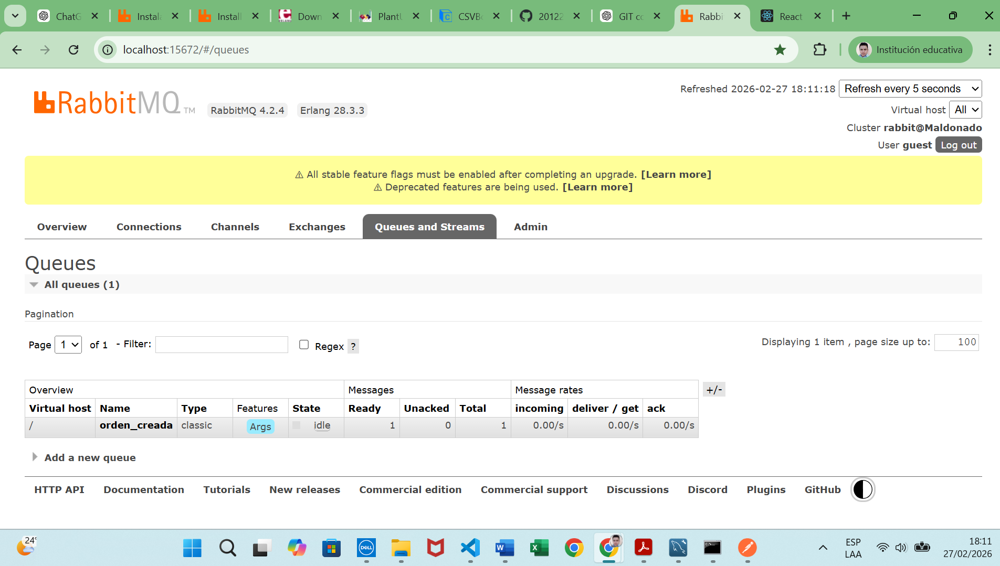 ChatG
Instal
Install
Down
Plant
CSVB
20122
GIT c
Rabbi
React
localhost:15672/#/queues
Institución educativa
RabbitMQ TM
RabbitMQ 4.2.4
Erlang 28.3.3
Refreshed 2026-02-27 18:11:18
Refresh every 5 seconds
Virtual host All
Cluster rabbit@Maldonado
User guest Log out
⚠ All stable feature flags must be enabled after completing an upgrade. [Learn more]
⚠ Deprecated features are being used. [Learn more]
Overview Connections Channels Exchanges Queues and Streams Admin
Queues
All queues (1)
Pagination
Page 1 of 1 - Filter: Regex ?
Displaying 1 item , page size up to: 100
Overview Messages Message rates +/-
Virtual host Name Type Features State Ready Unacked Total incoming deliver / get ack
/ orden_creada classic Args idle 1 0 1 0.00/s 0.00/s 0.00/s
Add a new queue
HTTP API Documentation Tutorials New releases Commercial edition Commercial support Discussions Discord Plugins GitHub
24°
DELL
ESP
LAA
18:11
27/02/2026